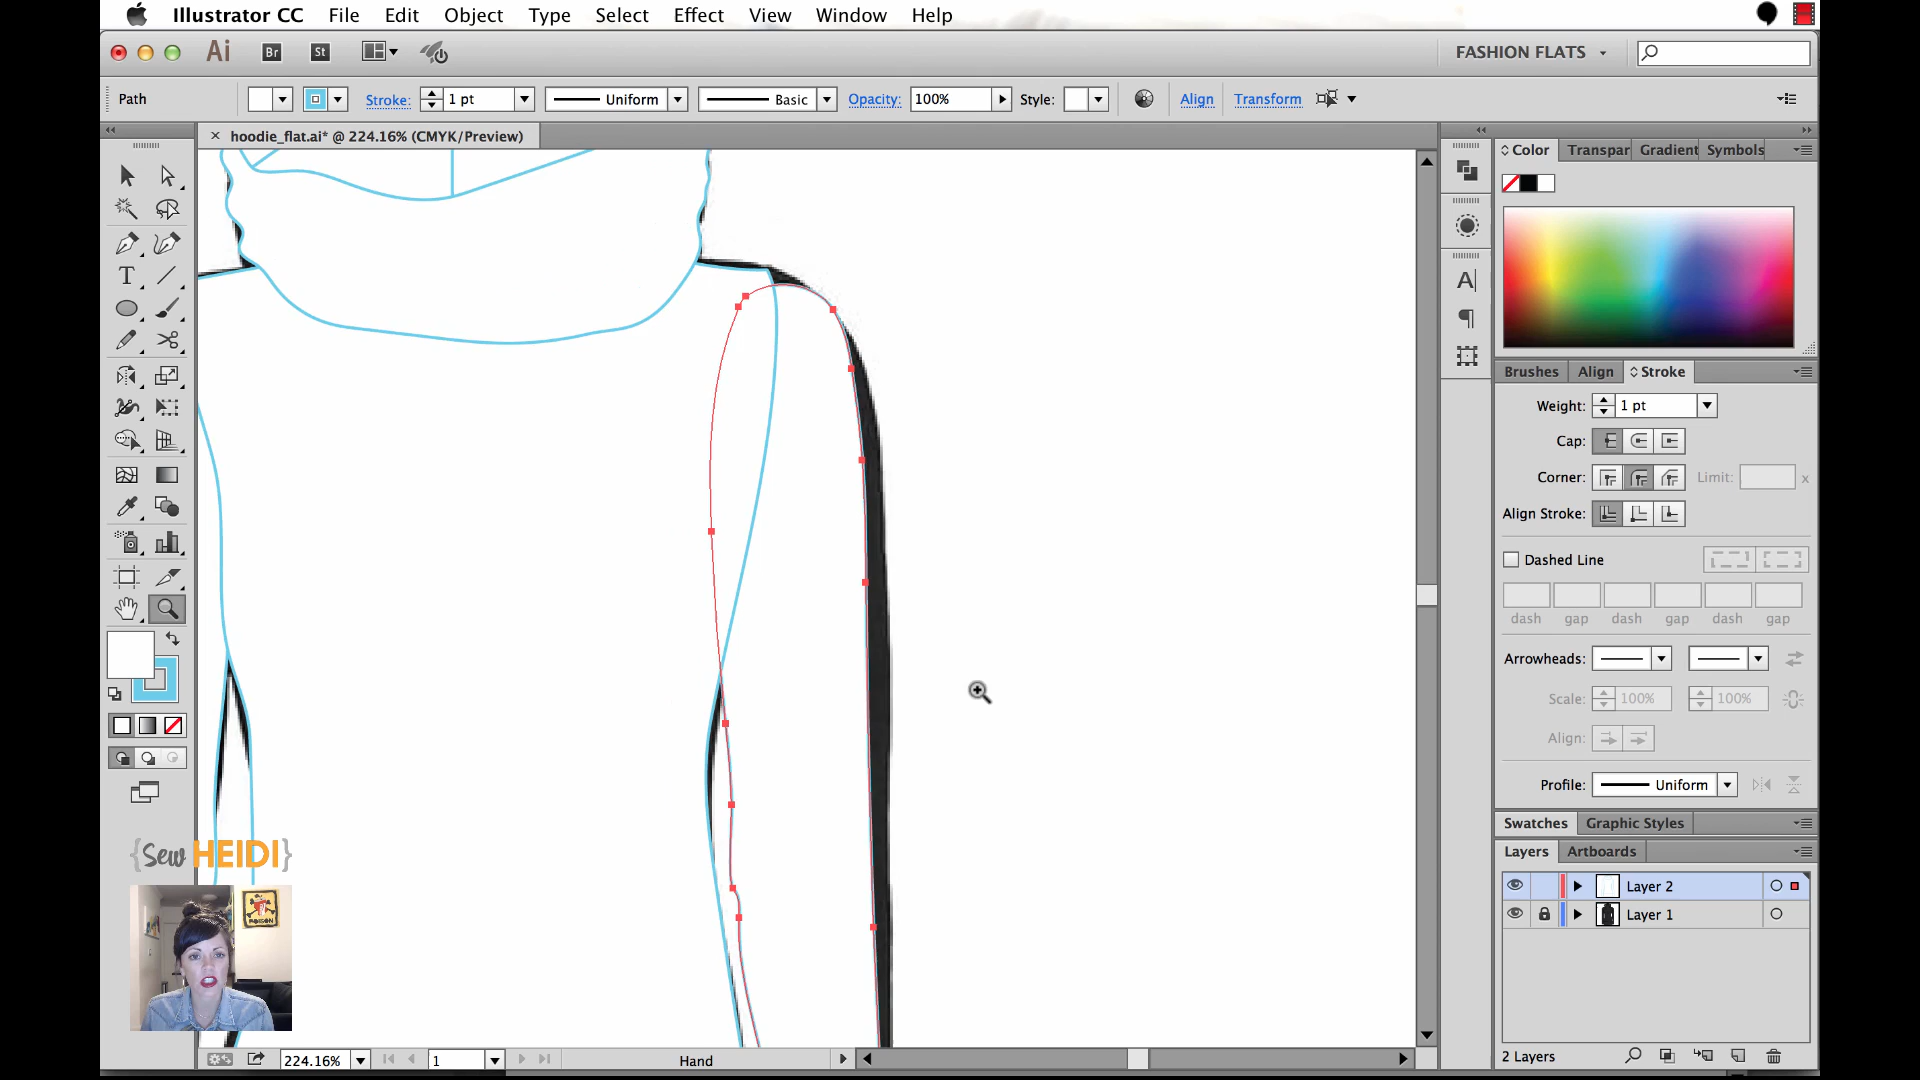 Illustrator CC File Edit Object Type Select Effect View Window Help
Ai Br St FASHION FLATS
Path Stroke: 1 pt Uniform Basic Opacity: 100% Style: Align Transform
hoodie_flat.ai* @ 224.16% (CMYK/Preview)
Color Transpar Gradient Symbols
Brushes Align Stroke
Weight: 1 pt
Cap:
Corner: Limit: x
Align Stroke:
Dashed Line
dash gap dash gap dash gap
Arrowheads:
Scale: 100% 100%
Align:
Profile: Uniform
Swatches Graphic Styles
Layers Artboards
Layer 2
Layer 1
2 Layers
{Sew HEIDI}
POISON
224.16% 1 Hand